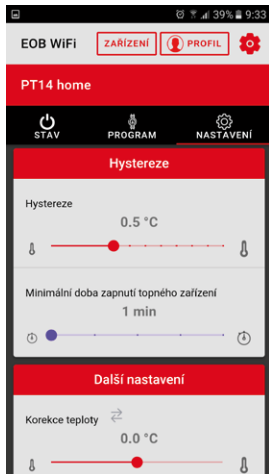 39% 9:33
EOB WiFi ZAŘÍZENÍ PROFIL
PT14 home
STAV PROGRAM NASTAVENÍ
Hystereze
Hystereze
0.5 °C
Minimální doba zapnutí topného zařízení
1 min
Další nastavení
Korekce teploty
0.0 °C